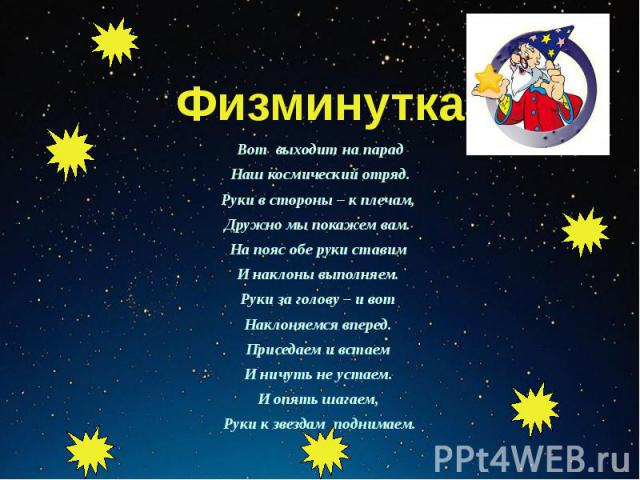 Физминутка
Вот выходит на парад
Наш космический отряд.
Руки в стороны – к плечам,
Дружно мы покажем вам.
На пояс обе руки ставим
И наклоны выполняем.
Руки за голову – и вот
Наклоняемся вперед.
Приседаем и встаем
И ничуть не устаем.
И опять шагаем,
Руки к звездам поднимаем.
PPt4WEB.ru